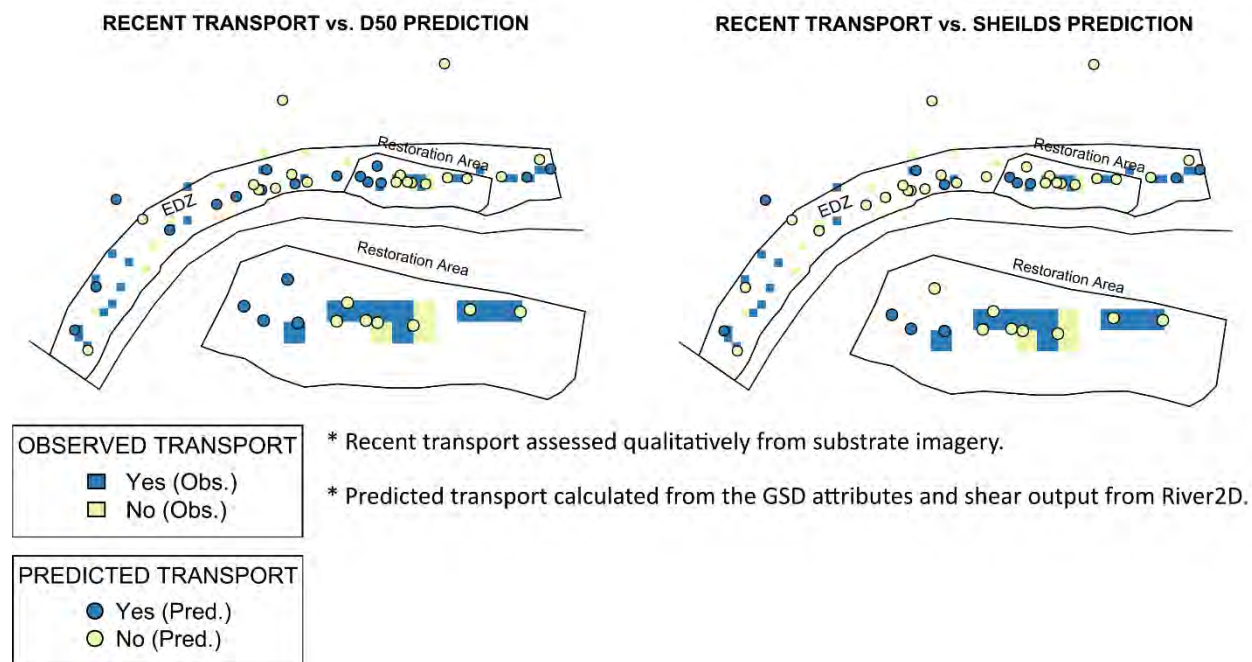 RECENT TRANSPORT vs. D50 PREDICTION
RECENT TRANSPORT vs. SHEILDS PREDICTION
Restoration Area
EDZ
Restoration Area
Restoration Area
EDZ
Restoration Area
OBSERVED TRANSPORT
Yes (Obs.)
No (Obs.)
* Recent transport assessed qualitatively from substrate imagery.
* Predicted transport calculated from the GSD attributes and shear output from River2D.
PREDICTED TRANSPORT
Yes (Pred.)
No (Pred.)